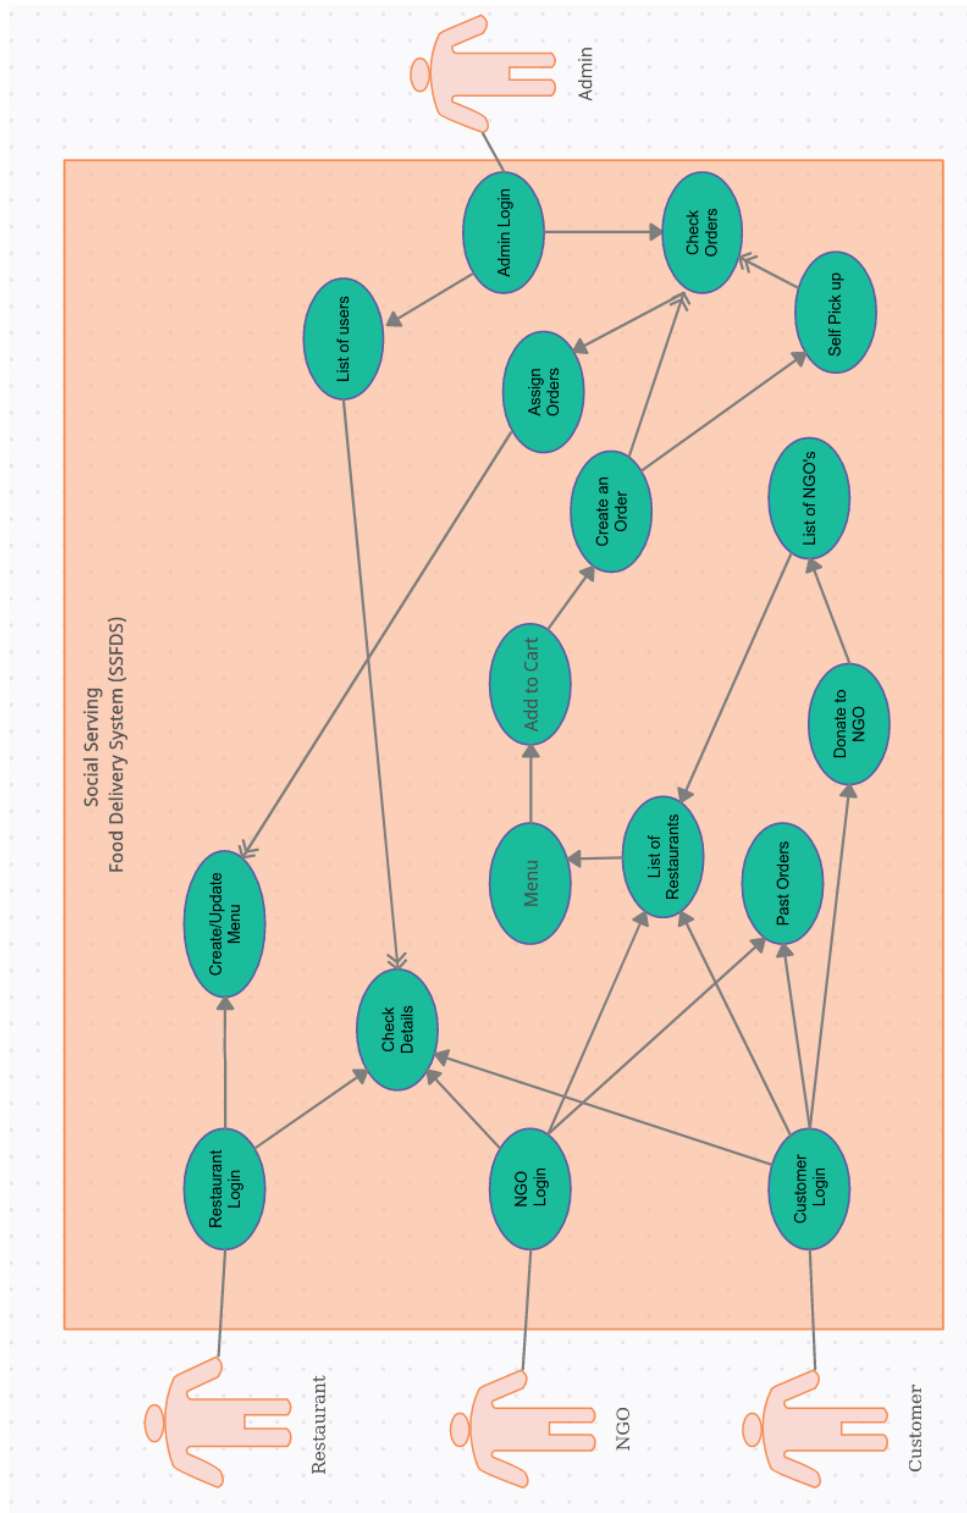 Social Serving
Food Delivery System (SSFDS)
Restaurant
Restaurant
Login
Create/Update
Menu
List of users
Check
Details
Admin Login
Admin
NGO
NGO
Login
Menu
Add to Cart
Assign
Orders
Create an
Order
Check
Orders
List of
Restaurants
Self Pick up
Past Orders
List of NGO's
Customer
Customer
Login
Donate to
NGO